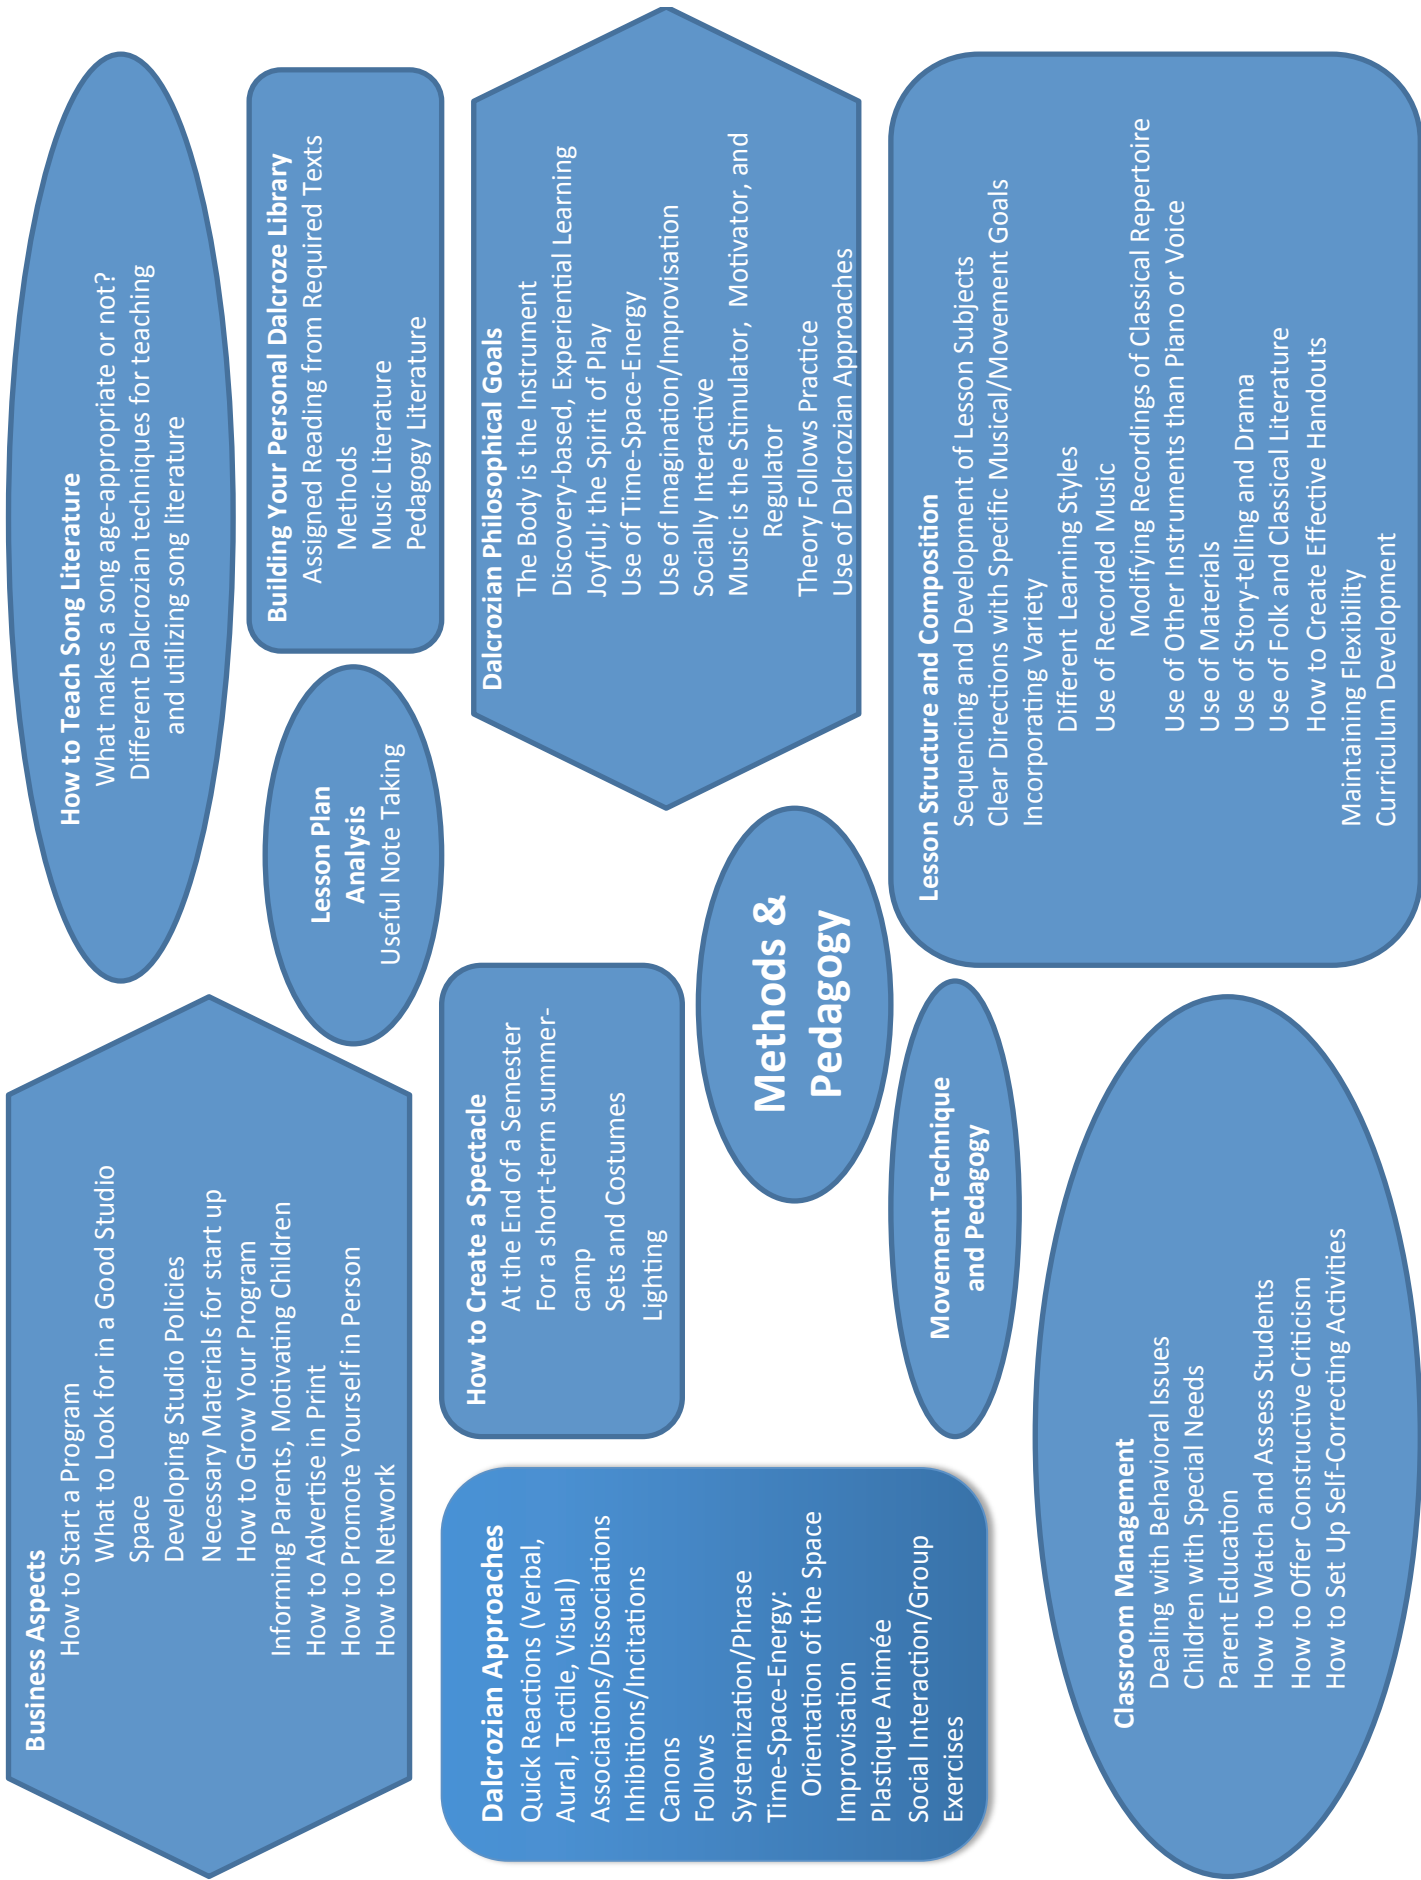 Business Aspects
How to Start a Program
What to Look for in a Good Studio
Space
Developing Studio Policies
Necessary Materials for start up
How to Grow Your Program
Informing Parents, Motivating Children
How to Advertise in Print
How to Promote Yourself in Person
How to Network
How to Teach Song Literature
What makes a song age-appropriate or not?
Different Dalcrozian techniques for teaching
and utilizing song literature
Lesson Plan
Analysis
Useful Note Taking
Building Your Personal Dalcroze Library
Assigned Reading from Required Texts
Methods
Music Literature
Pedagogy Literature
Dalcrozian Approaches
Quick Reactions (Verbal,
Aural, Tactile, Visual)
Associations/Dissociations
Inhibitions/Incitations
Canons
Follows
Systemization/Phrase
Time-Space-Energy:
Orientation of the Space
Improvisation
Plastique Animée
Social Interaction/Group
Exercises
How to Create a Spectacle
At the End of a Semester
For a short-term summer-
camp
Sets and Costumes
Lighting
Dalcrozian Philosophical Goals
The Body is the Instrument
Discovery-based, Experiential Learning
Joyful; the Spirit of Play
Use of Time-Space-Energy
Use of Imagination/Improvisation
Socially Interactive
Music is the Stimulator, Motivator, and
Regulator
Theory Follows Practice
Use of Dalcrozian Approaches
Methods &
Pedagogy
Movement Technique
and Pedagogy
Classroom Management
Dealing with Behavioral Issues
Children with Special Needs
Parent Education
How to Watch and Assess Students
How to Offer Constructive Criticism
How to Set Up Self-Correcting Activities
Lesson Structure and Composition
Sequencing and Development of Lesson Subjects
Clear Directions with Specific Musical/Movement Goals
Incorporating Variety
Different Learning Styles
Use of Recorded Music
Modifying Recordings of Classical Repertoire
Use of Other Instruments than Piano or Voice
Use of Materials
Use of Story-telling and Drama
Use of Folk and Classical Literature
How to Create Effective Handouts
Maintaining Flexibility
Curriculum Development